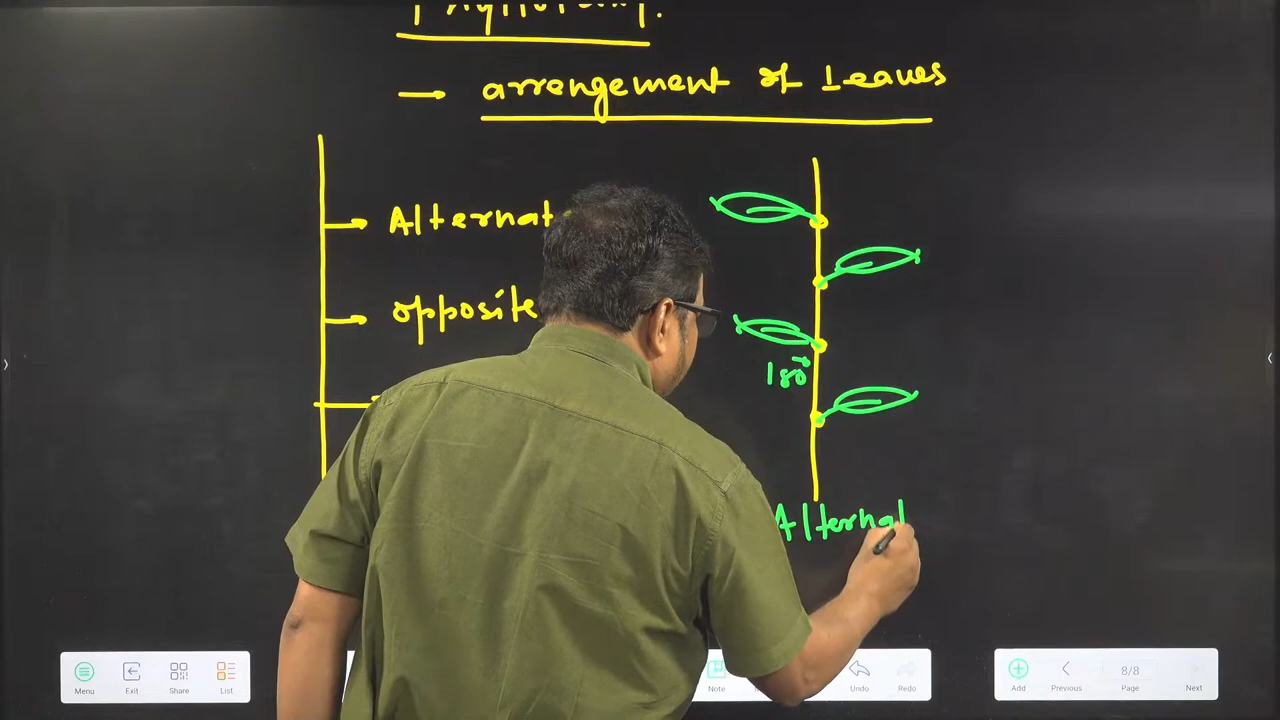 → arrangement of Leaves
→ Alternat
→ opposite
180°
Alternat
Menu
Exit
Share
List
Note
Undo
Redo
Add
Previous
8/8
Page
Next